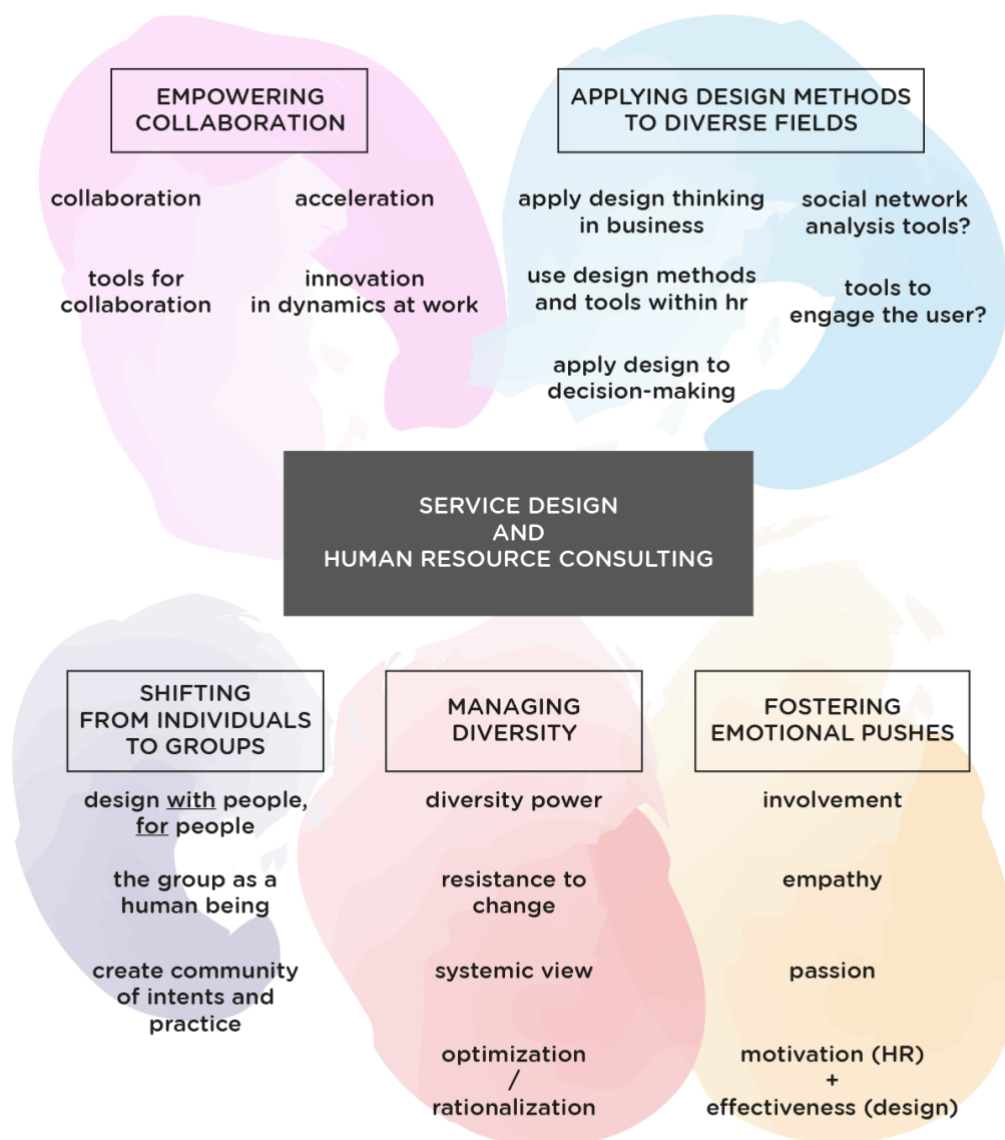 EMPOWERING
COLLABORATION
collaboration
acceleration
tools for
collaboration
innovation
in dynamics at work
APPLYING DESIGN METHODS
TO DIVERSE FIELDS
apply design thinking
in business
social network
analysis tools?
use design methods
and tools within hr
tools to
engage the user?
apply design to
decision-making
SERVICE DESIGN
AND
HUMAN RESOURCE CONSULTING
SHIFTING
FROM INDIVIDUALS
TO GROUPS
design with people,
for people
the group as a
human being
create community
of intents and
practice
MANAGING
DIVERSITY
diversity power
resistance to
change
systemic view
optimization
/
rationalization
FOSTERING
EMOTIONAL PUSHES
involvement
empathy
passion
motivation (HR)
+
effectiveness (design)